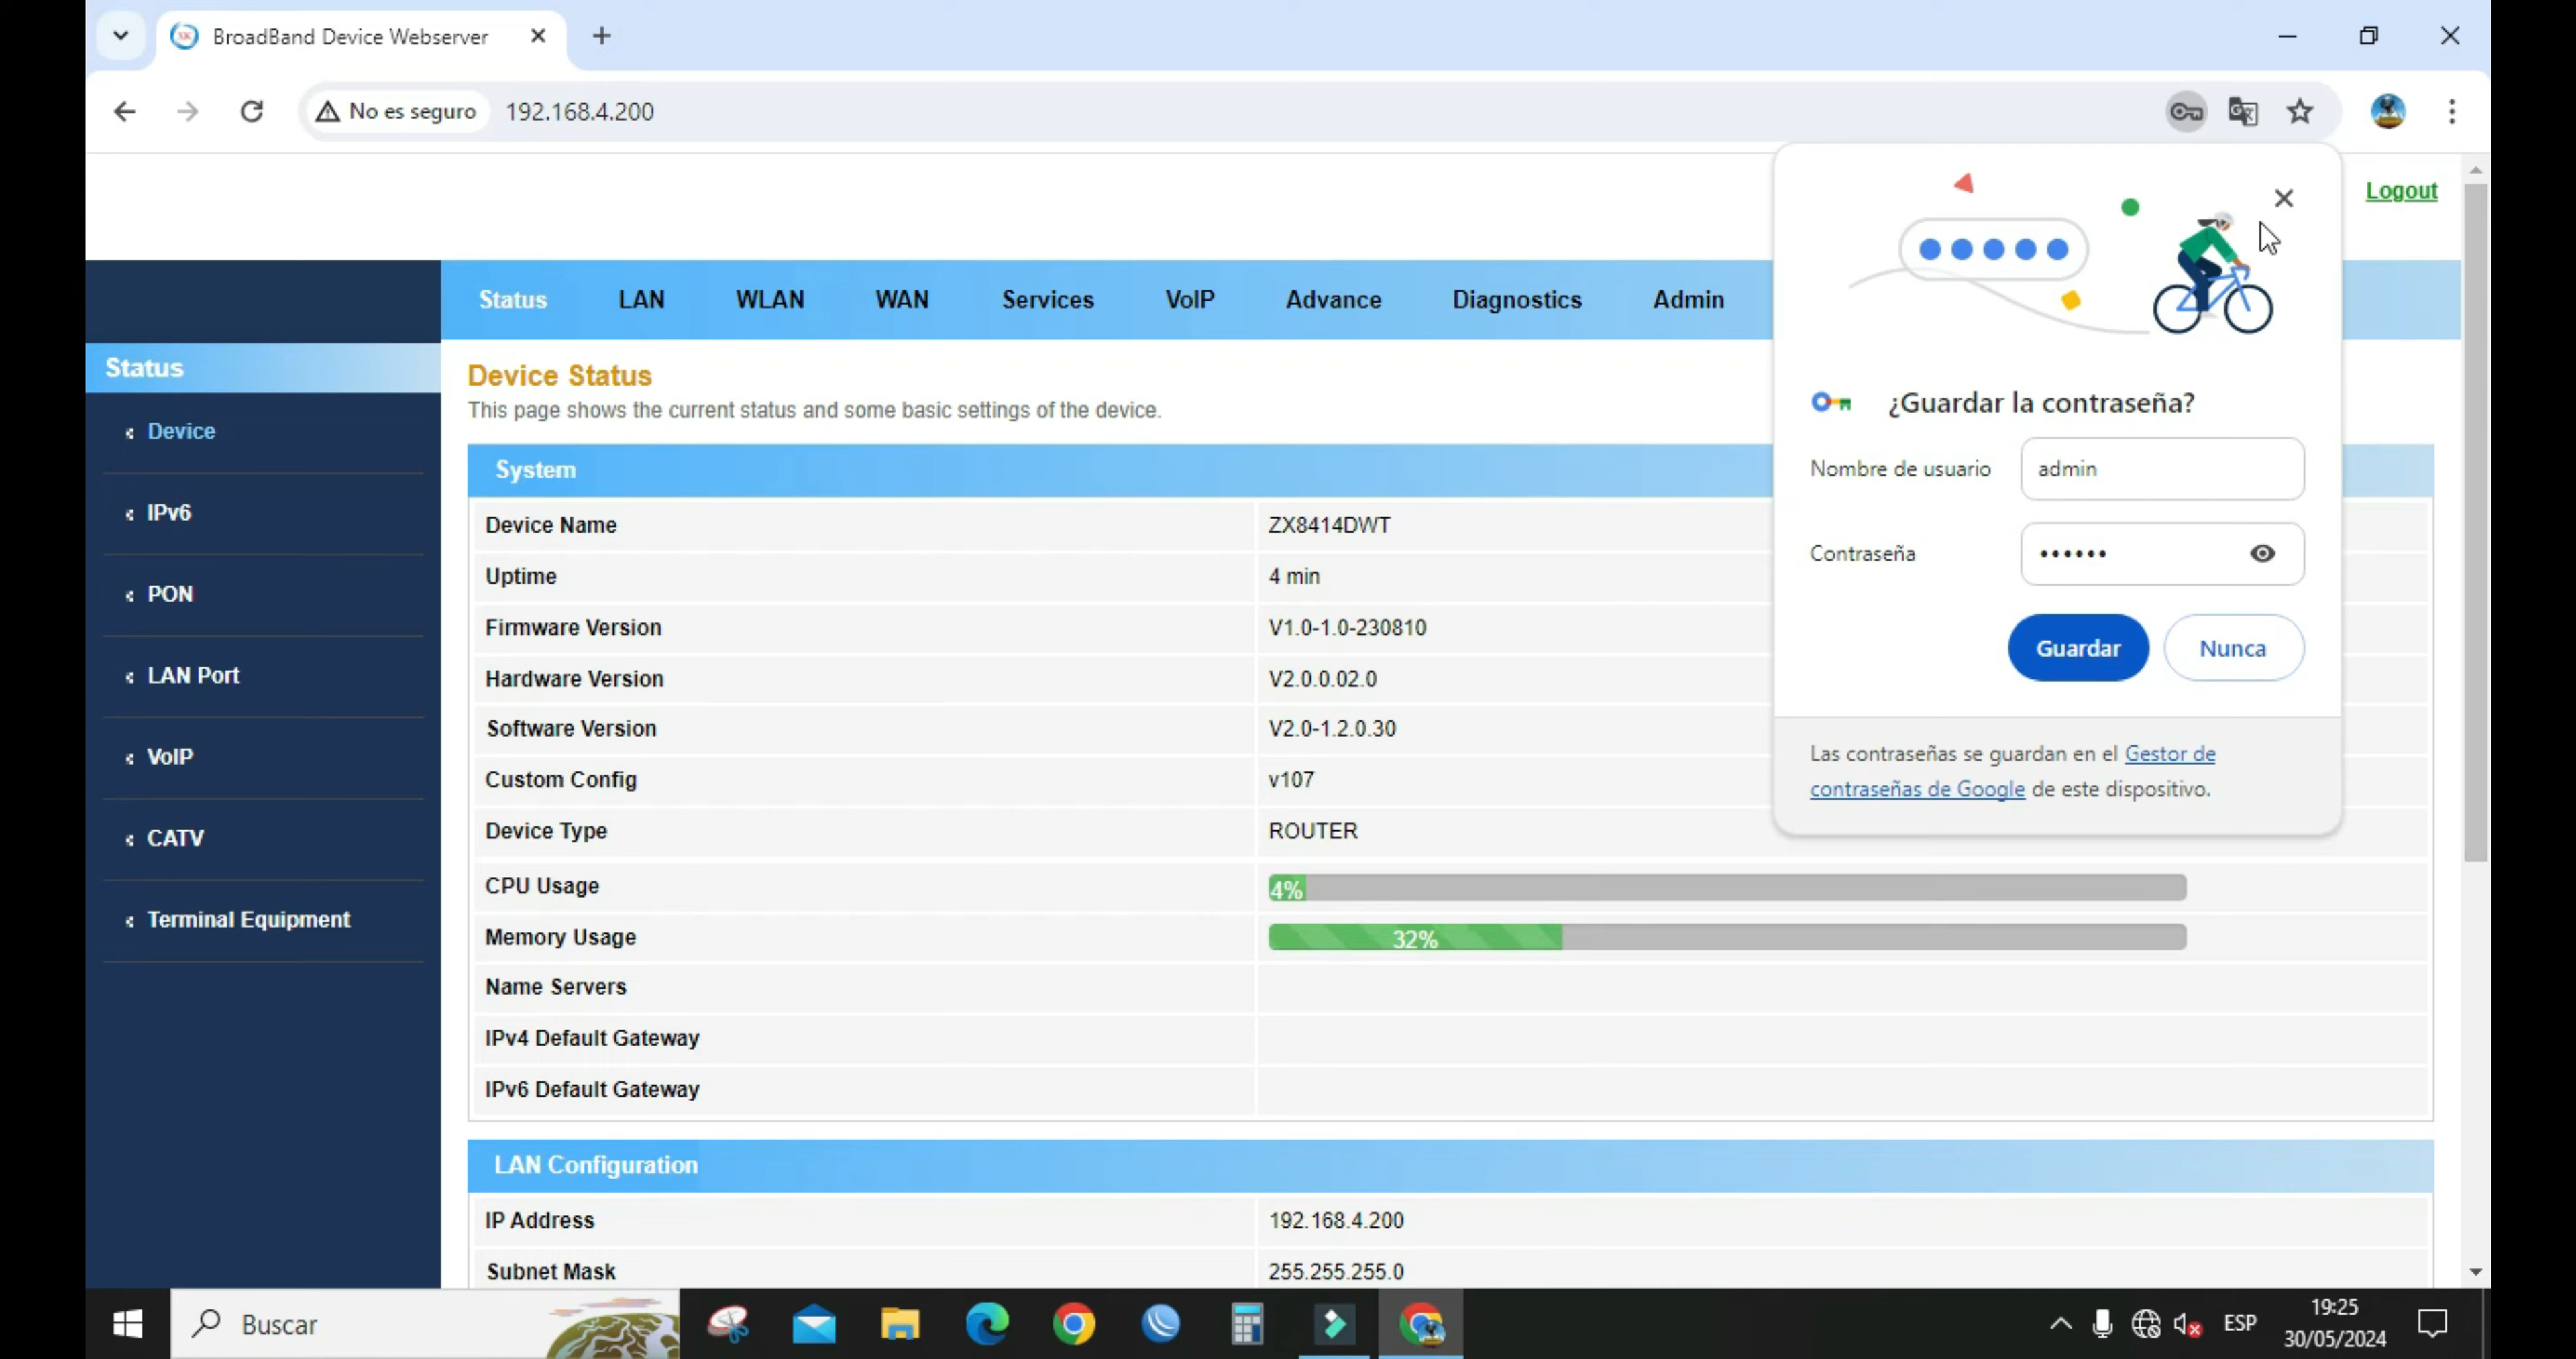 BroadBand Device Webserver
No es seguro 192.168.4.200
Logout
Status LAN WLAN WAN Services VoIP Advance Diagnostics Admin
Status
Device
IPv6
PON
LAN Port
VoIP
CATV
Terminal Equipment
Device Status
This page shows the current status and some basic settings of the device.
System
Device Name ZX8414DWT
Uptime 4 min
Firmware Version V1.0-1.0-230810
Hardware Version V2.0.0.02.0
Software Version V2.0-1.2.0.30
Custom Config v107
Device Type ROUTER
CPU Usage 4%
Memory Usage 32%
Name Servers
IPv4 Default Gateway
IPv6 Default Gateway
LAN Configuration
IP Address 192.168.4.200
Subnet Mask 255.255.255.0
¿Guardar la contraseña?
Nombre de usuario admin
Contraseña ••••••
Guardar Nunca
Las contraseñas se guardan en el Gestor de
contraseñas de Google de este dispositivo.
Buscar
ESP
19:25
30/05/2024